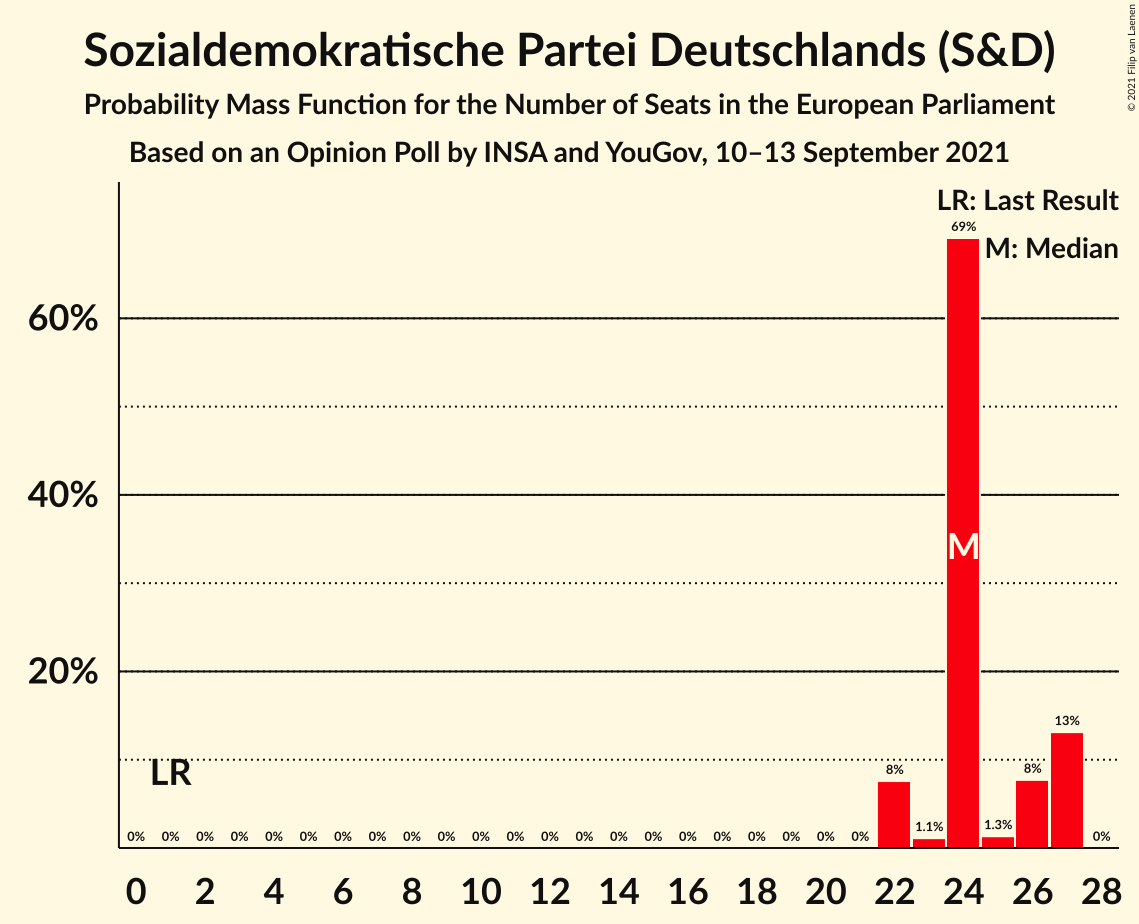 Sozialdemokratische Partei Deutschlands (S&D)
Probability Mass Function for the Number of Seats in the European Parliament
Based on an Opinion Poll by INSA and YouGov, 10–13 September 2021
© 2021 Filip van Laenen
LR: Last Result
M: Median
69%
60%
40%
M
20%
13%
LR
8% 8%
1.1% 1.3%
0% 0% 0% 0% 0% 0% 0% 0% 0% 0% 0% 0% 0% 0% 0% 0% 0% 0% 0% 0% 0% 0% 0%
0 2 4 6 8 10 12 14 16 18 20 22 24 26 28